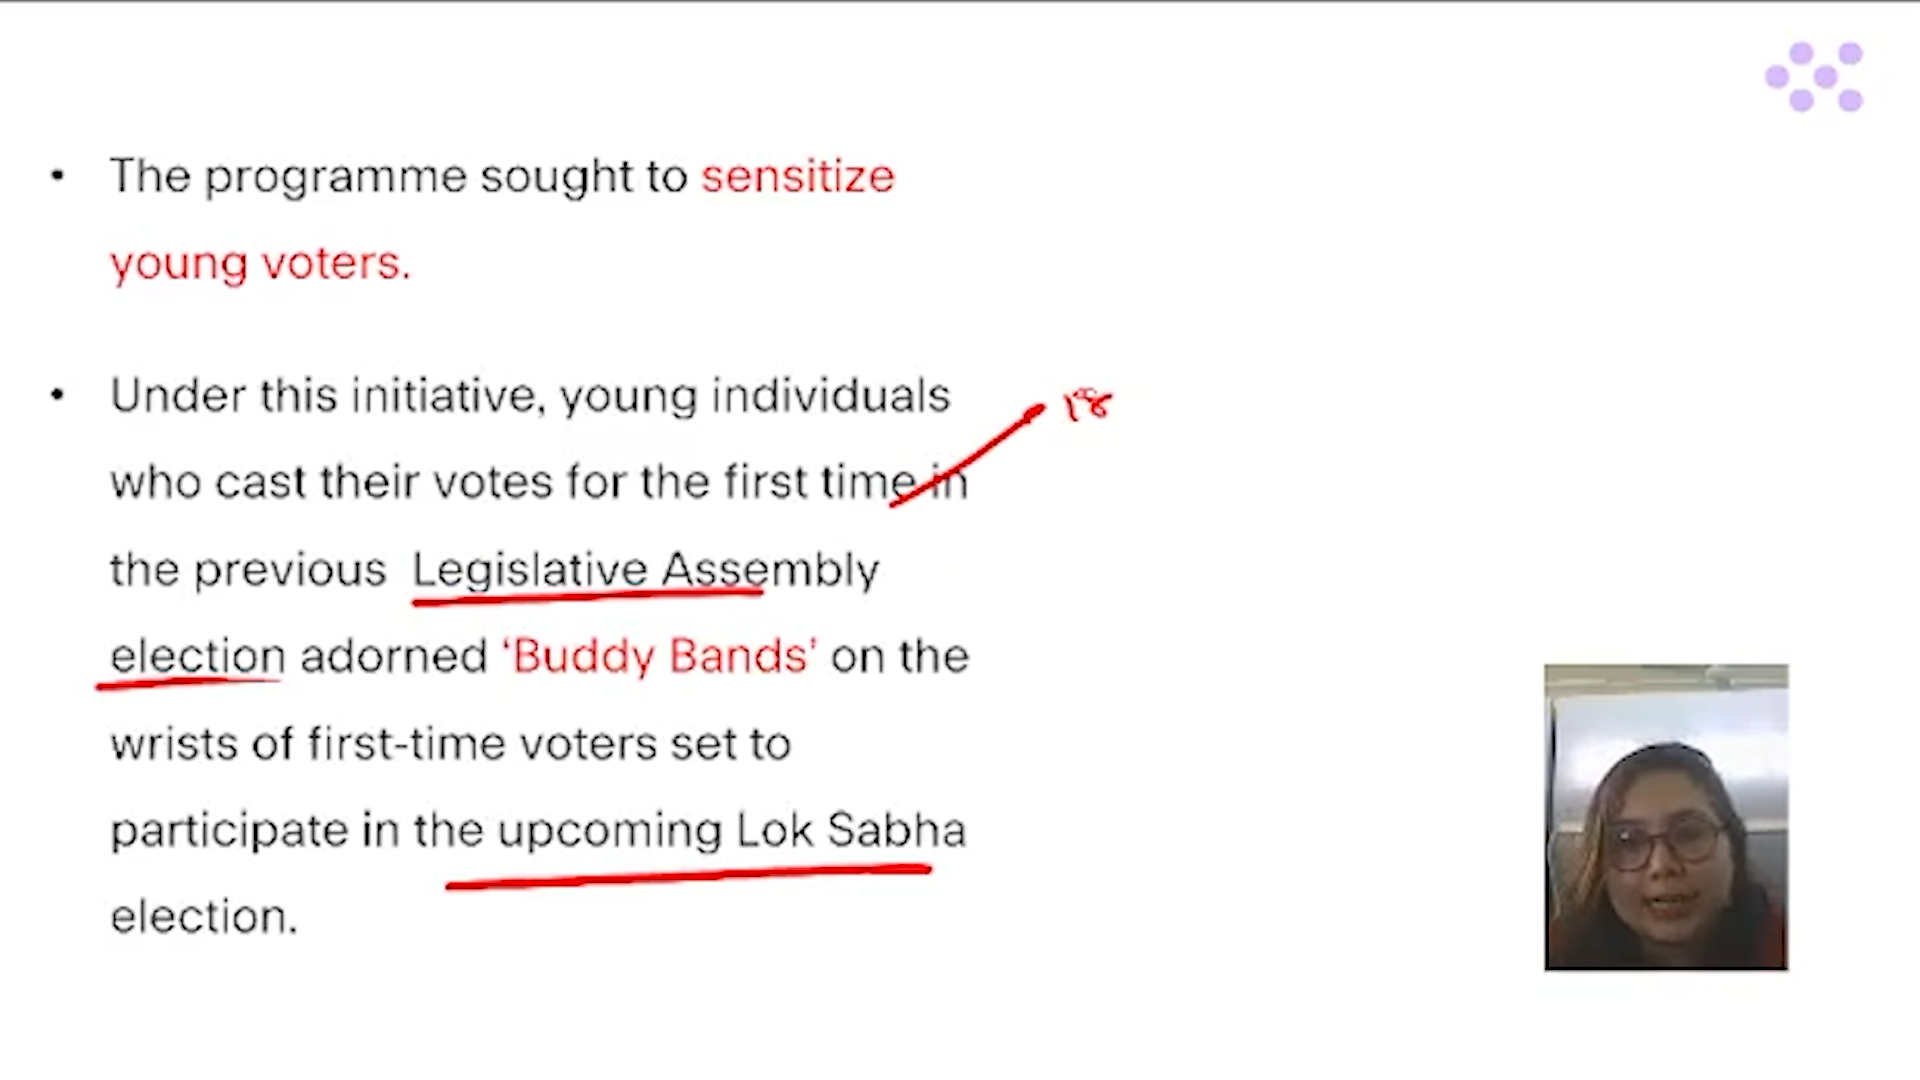 • The programme sought to sensitize
young voters.
• Under this initiative, young individuals
who cast their votes for the first time in
18
the previous Legislative Assembly
election adorned ‘Buddy Bands’ on the
wrists of first-time voters set to
participate in the upcoming Lok Sabha
election.